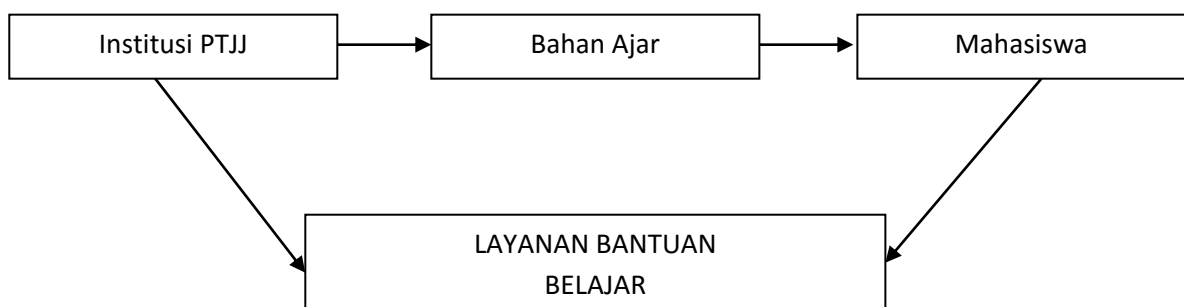 Institusi PTJJ
Bahan Ajar
Mahasiswa
LAYANAN BANTUAN
BELAJAR